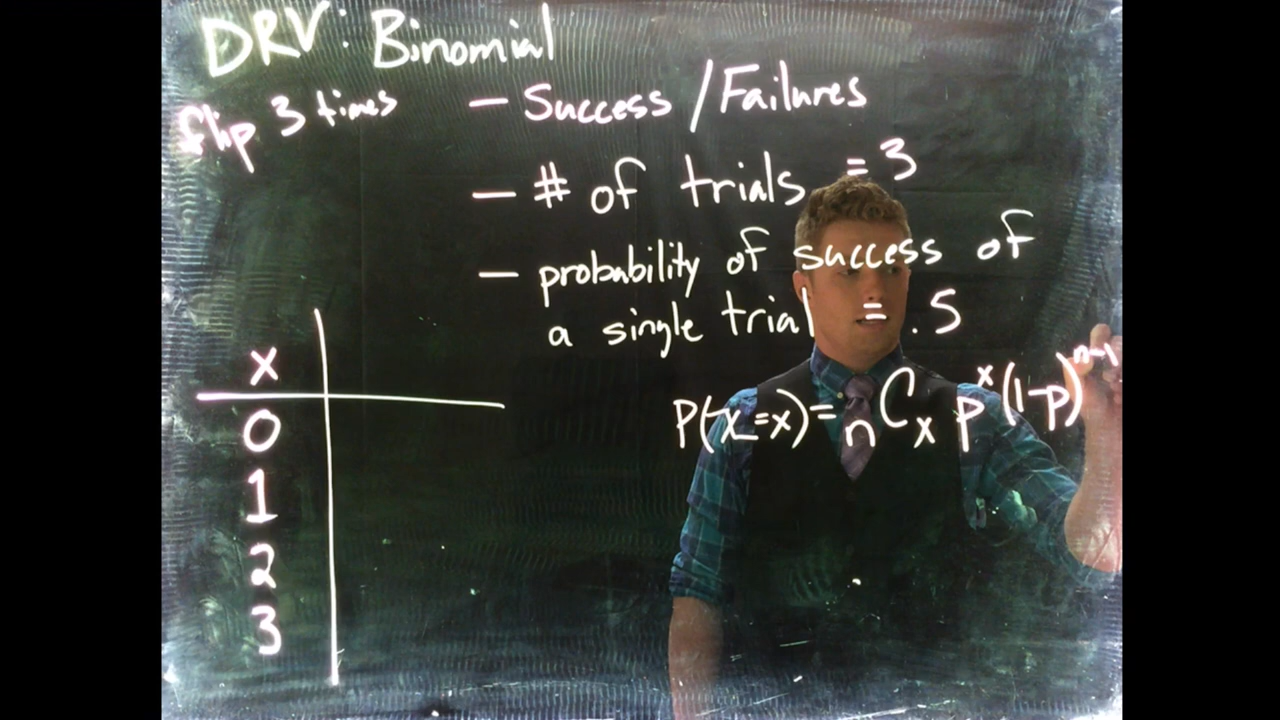 DRV: Binomial
flip 3 times
— Success/Failures
— # of trials = 3
— probability of success of
a single trial = .5
x
0
1
2
3
P(X=x)= nCx p^x (1-p)^n-